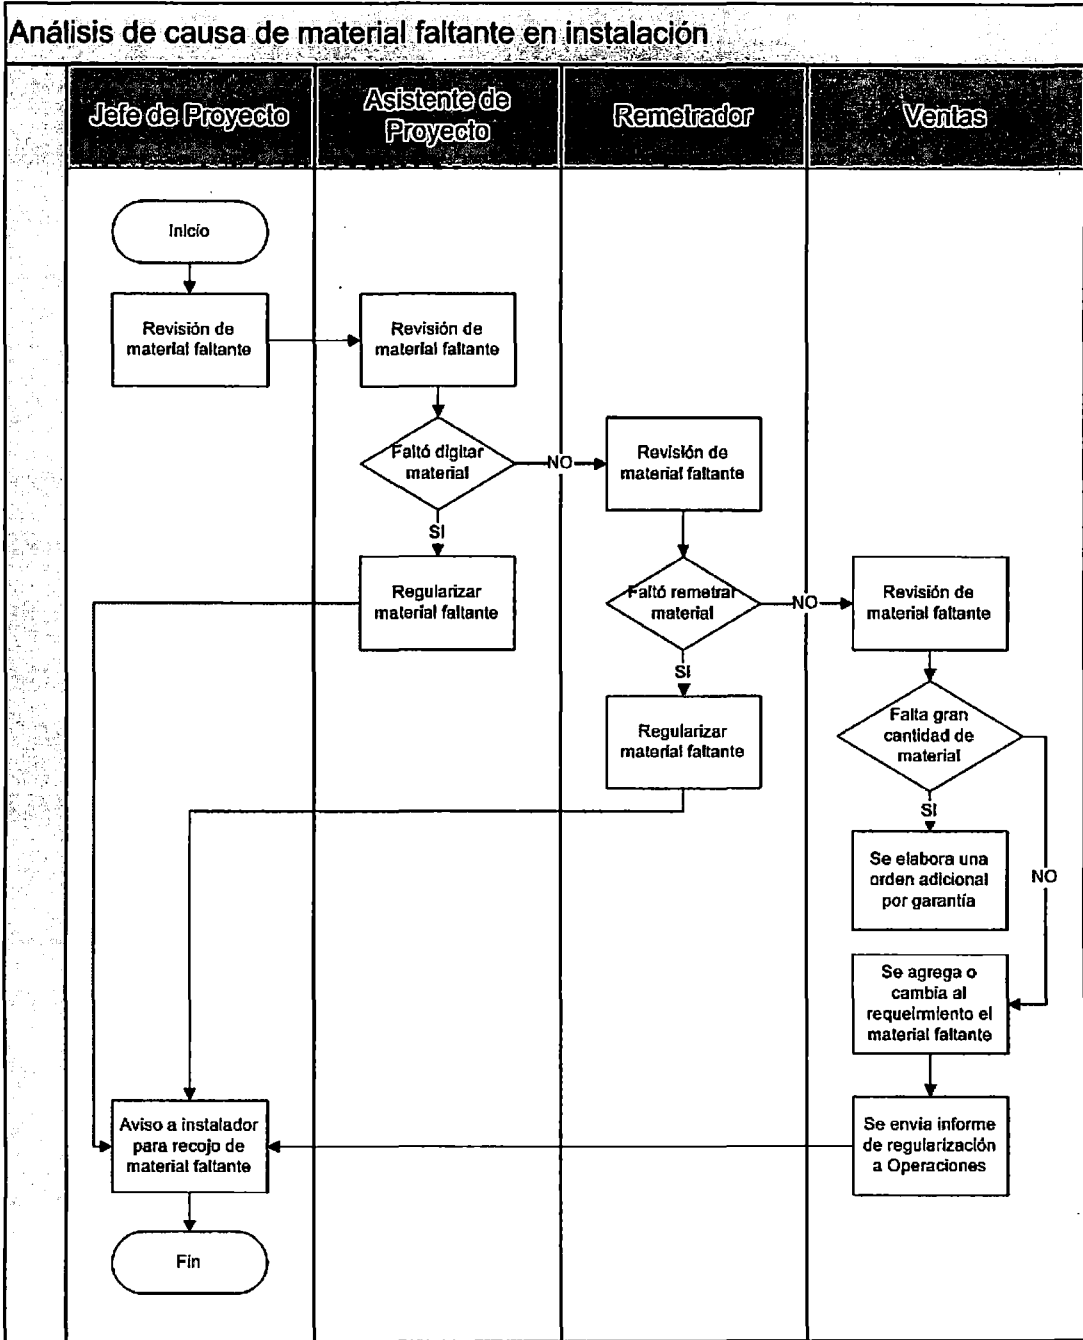 Análisis de causa de material faltante en instalación
Jefe de Proyecto
Asistente de
Proyecto
Remetrador
Ventas
Inicio
Revisión de
material faltante
Revisión de
material faltante
Faltó digitar
material
NO
Revisión de
material faltante
SI
Regularizar
material faltante
Faltó remetrar
material
NO
Revisión de
material faltante
SI
Regularizar
material faltante
Falta gran
cantidad de
material
SI
NO
Se elabora una
orden adicional
por garantía
Se agrega o
cambia al
requeirmiento el
material faltante
Aviso a instalador
para recojo de
material faltante
Se envia informe
de regularización
a Operaciones
Fin